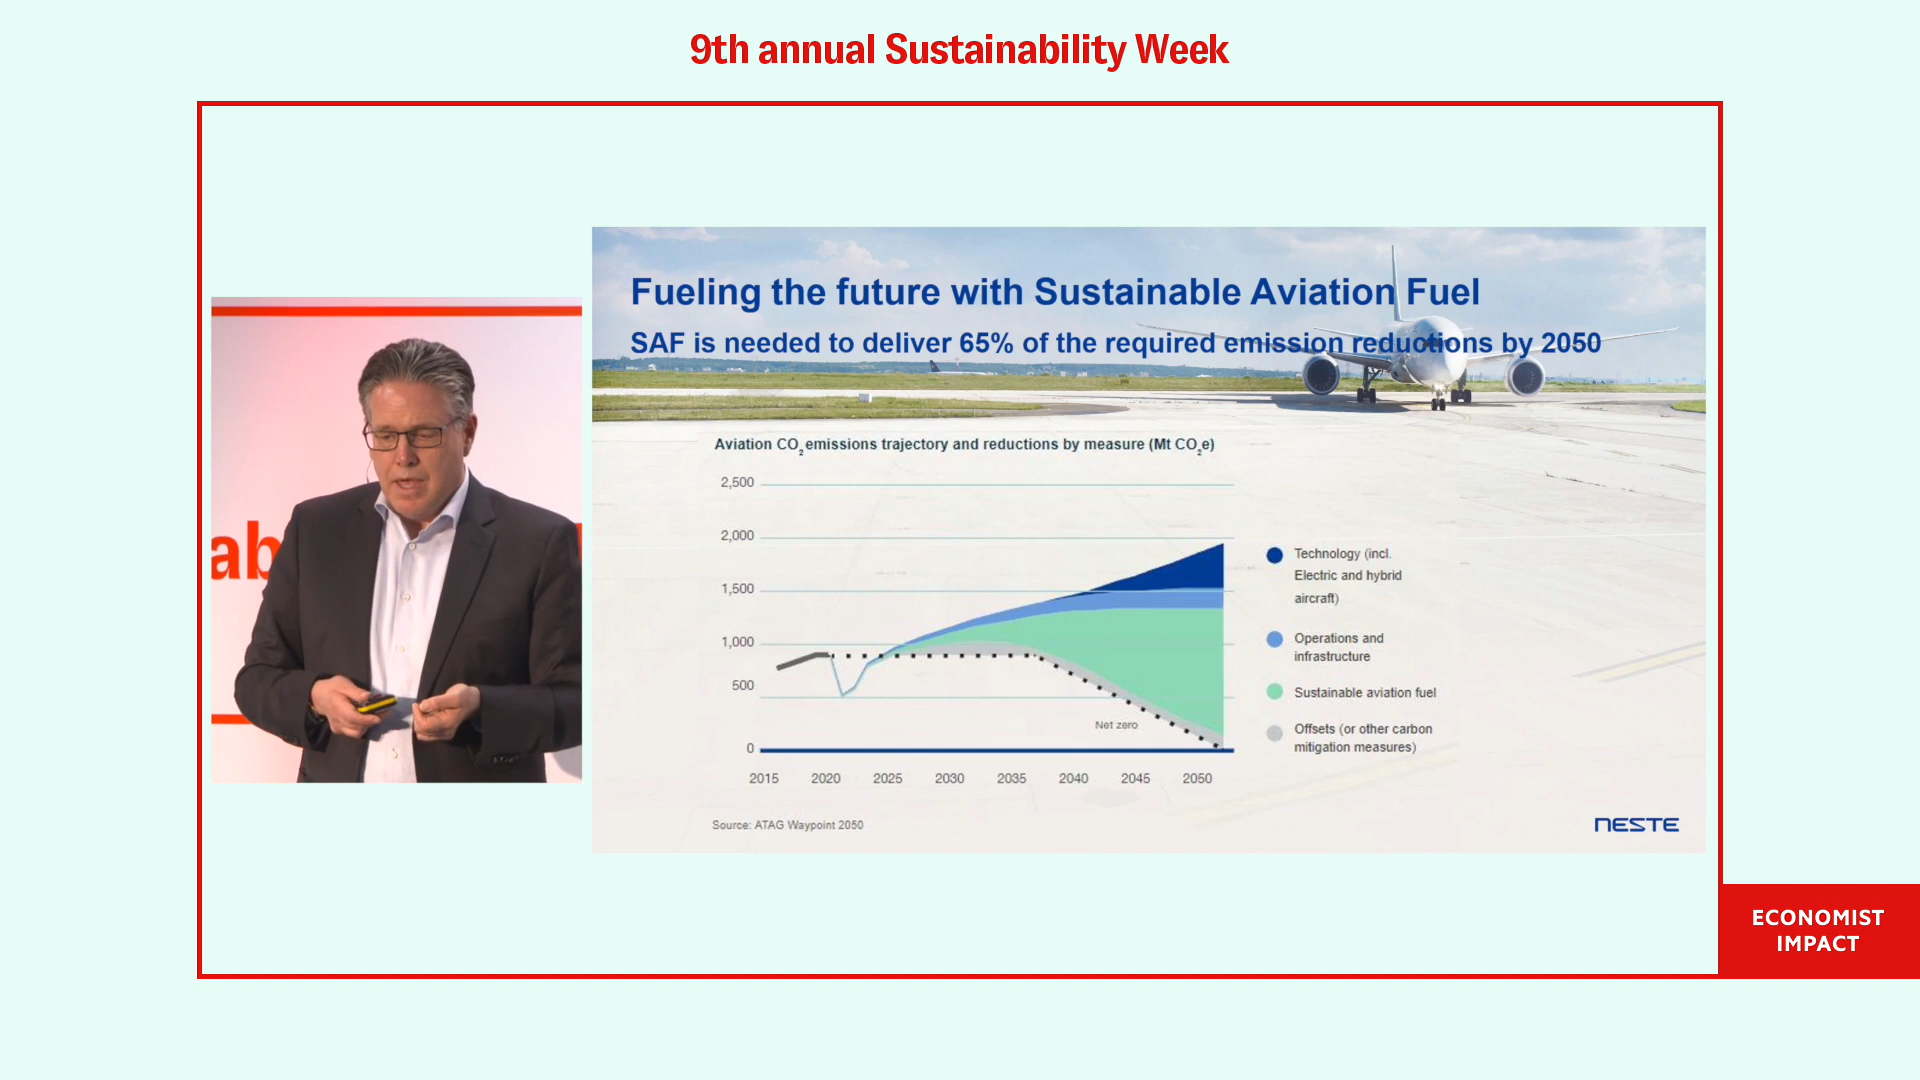 9th annual Sustainability Week
ab
Fueling the future with Sustainable Aviation Fuel
SAF is needed to deliver 65% of the required emission reductions by 2050
Aviation CO2 emissions trajectory and reductions by measure (Mt CO2e)
2,500
2,000
1,500
1,000
500
0
2015 2020 2025 2030 2035 2040 2045 2050
Net zero
Technology (incl.
Electric and hybrid
aircraft)
Operations and
infrastructure
Sustainable aviation fuel
Offsets (or other carbon
mitigation measures)
Source: ATAG Waypoint 2050
NESTE
ECONOMIST
IMPACT